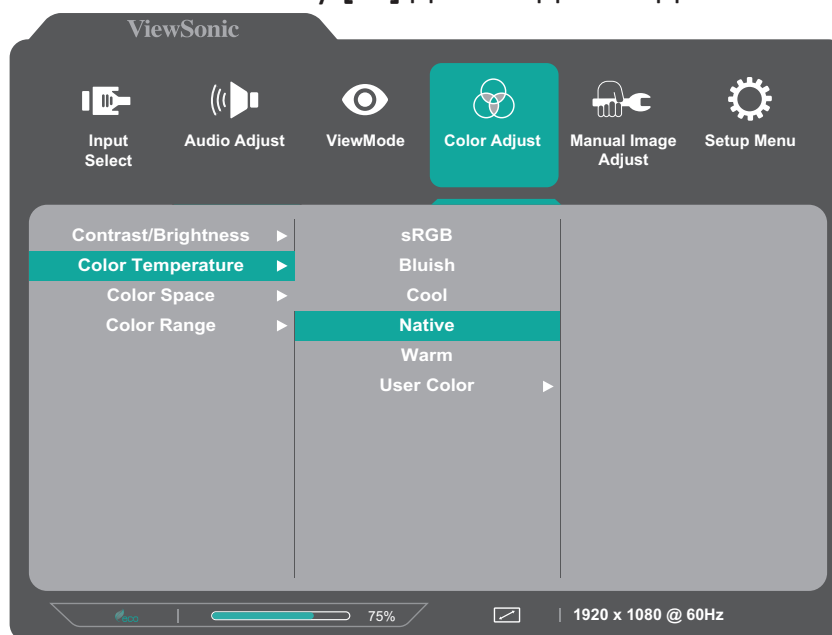 ViewSonic
Input
Select
Audio Adjust
ViewMode
Color Adjust
Manual Image
Adjust
Setup Menu
Contrast/Brightness
Color Temperature
Color Space
Color Range
sRGB
Bluish
Cool
Native
Warm
User Color
eco
75%
1920 x 1080 @ 60Hz